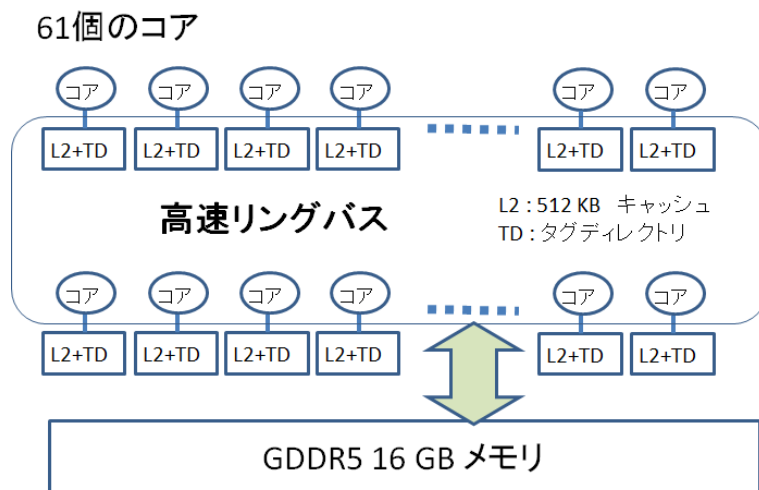 61個のコア
コア コア コア コア コア コア
L2+TD L2+TD L2+TD L2+TD L2+TD L2+TD
高速リングバス
L2 : 512 KB キャッシュ
TD : タグディレクトリ
コア コア コア コア コア コア
L2+TD L2+TD L2+TD L2+TD L2+TD L2+TD
GDDR5 16 GB メモリ